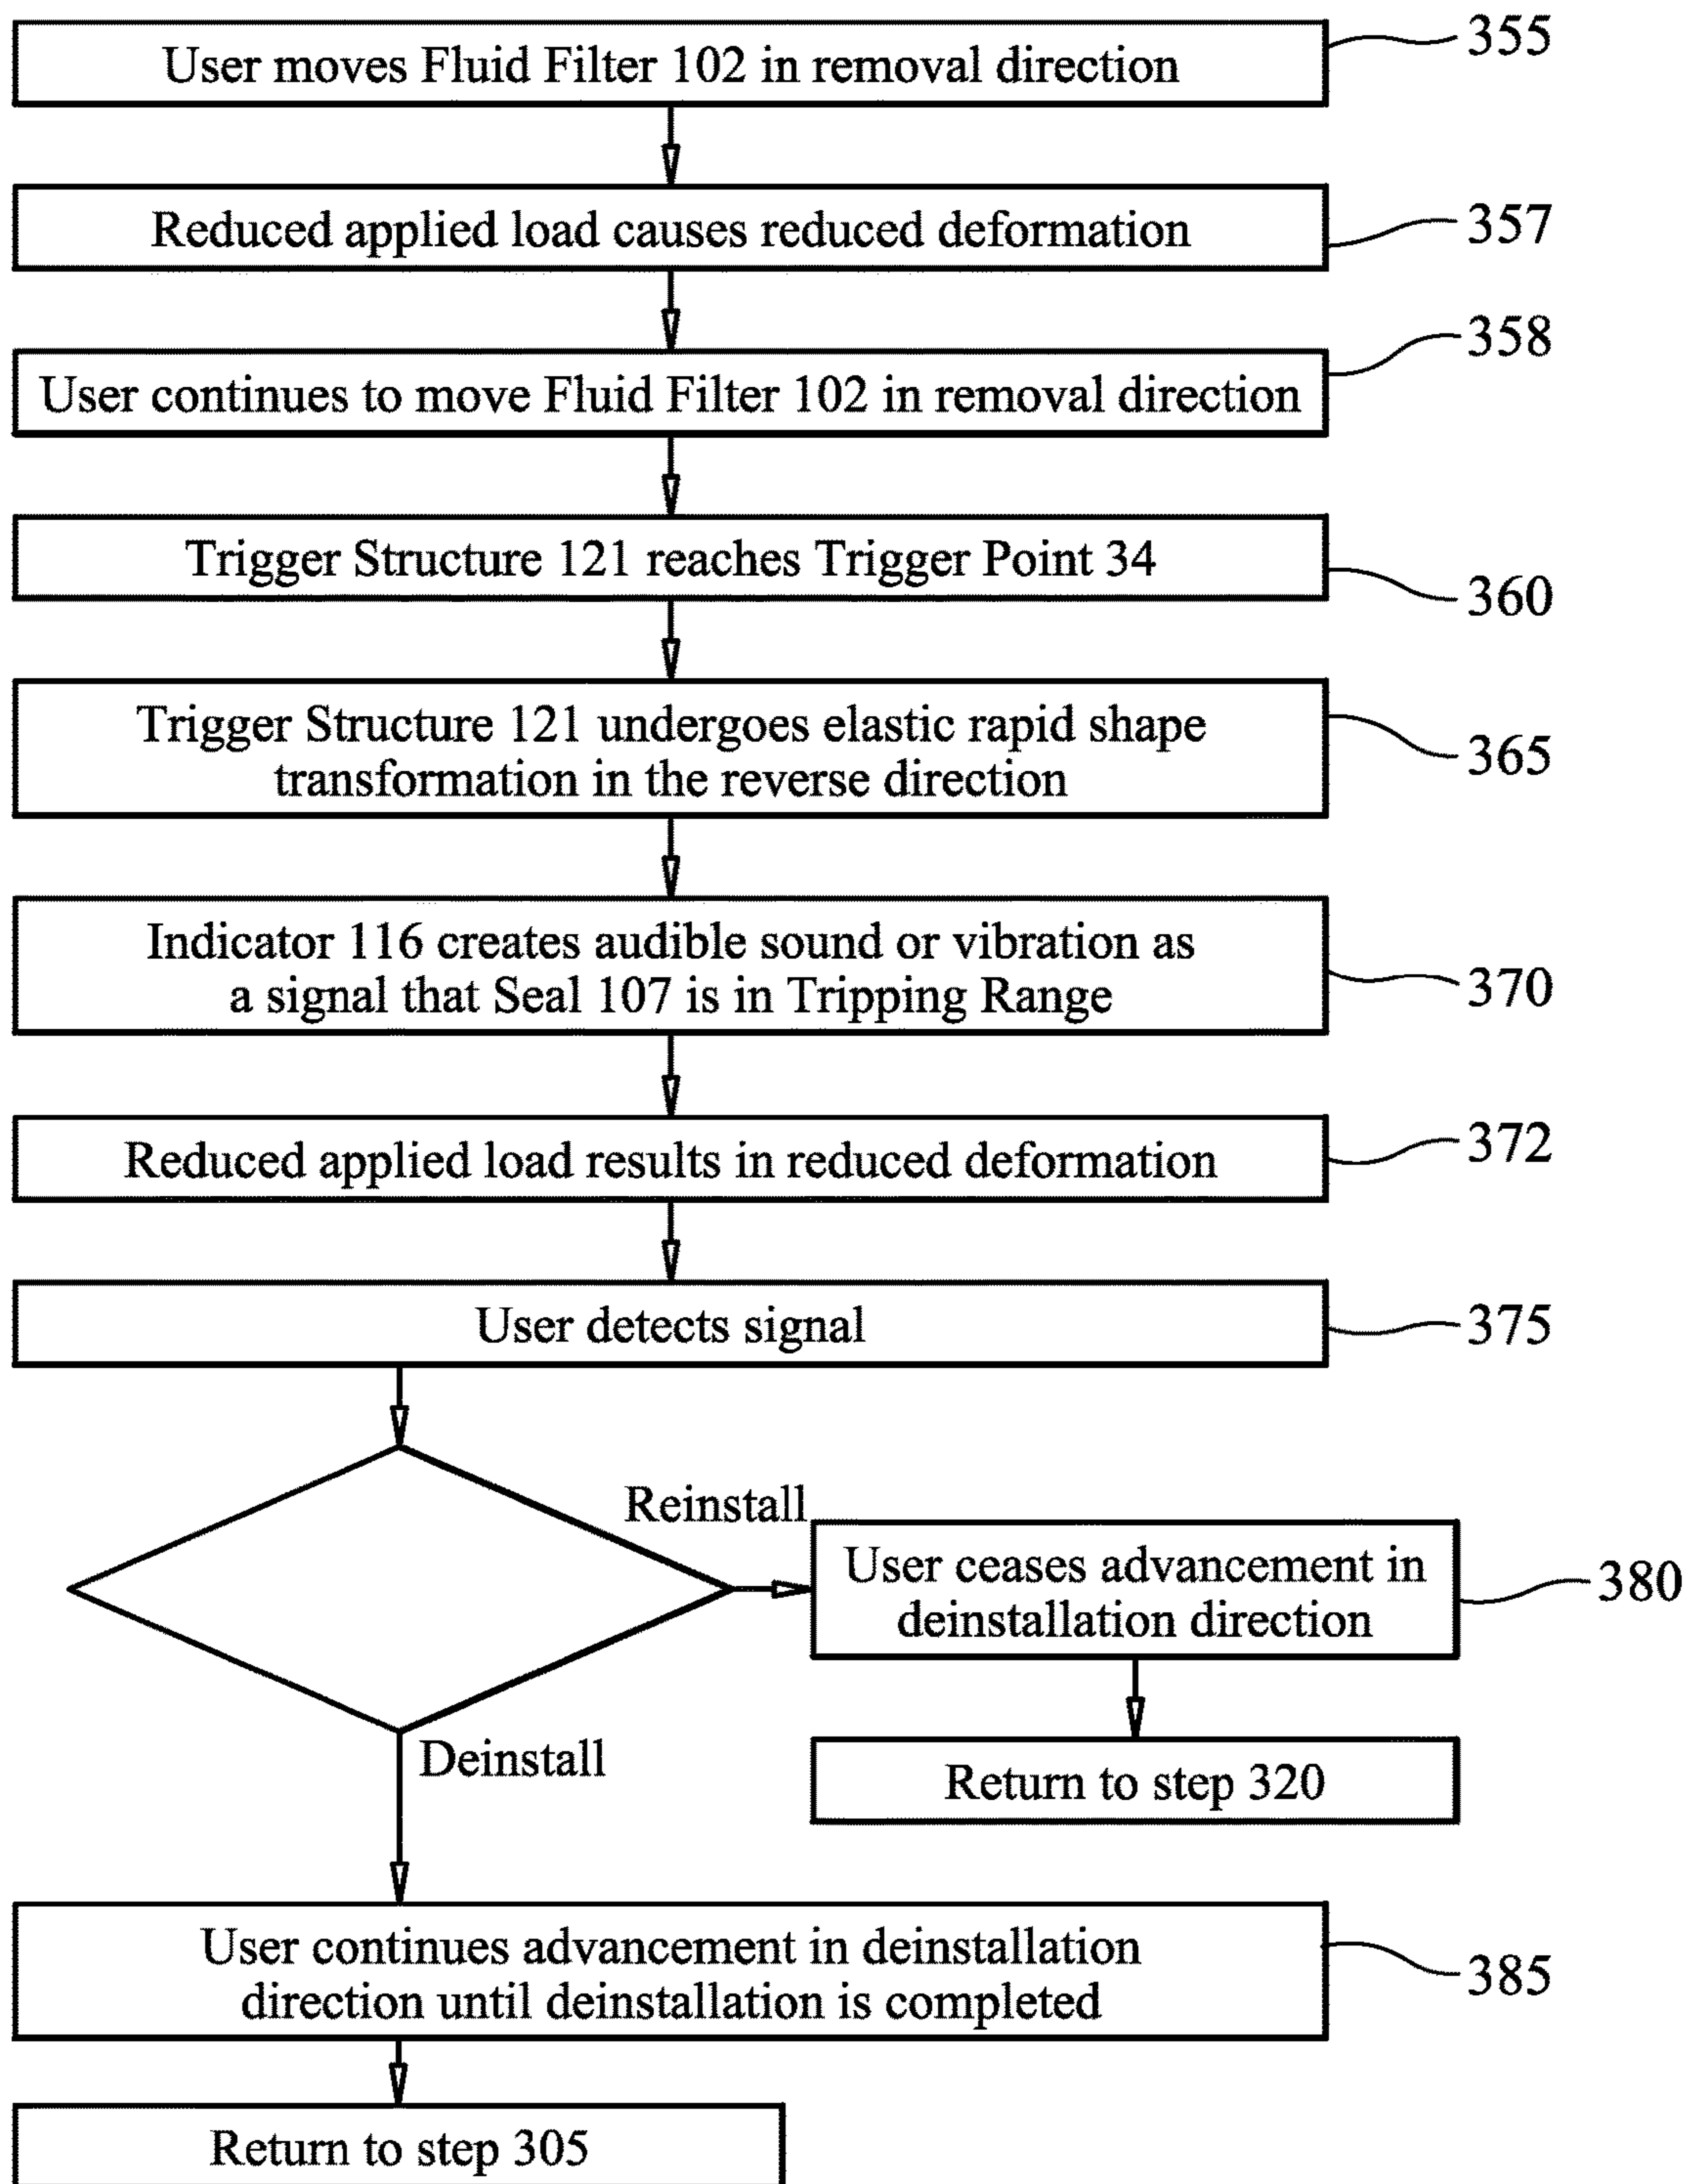 User moves Fluid Filter 102 in removal direction
355
Reduced applied load causes reduced deformation
357
User continues to move Fluid Filter 102 in removal direction
358
Trigger Structure 121 reaches Trigger Point 34
360
Trigger Structure 121 undergoes elastic rapid shape
transformation in the reverse direction
365
Indicator 116 creates audible sound or vibration as
a signal that Seal 107 is in Tripping Range
370
Reduced applied load results in reduced deformation
372
User detects signal
375
Reinstall
User ceases advancement in
deinstallation direction
380
Return to step 320
Deinstall
User continues advancement in deinstallation
direction until deinstallation is completed
385
Return to step 305